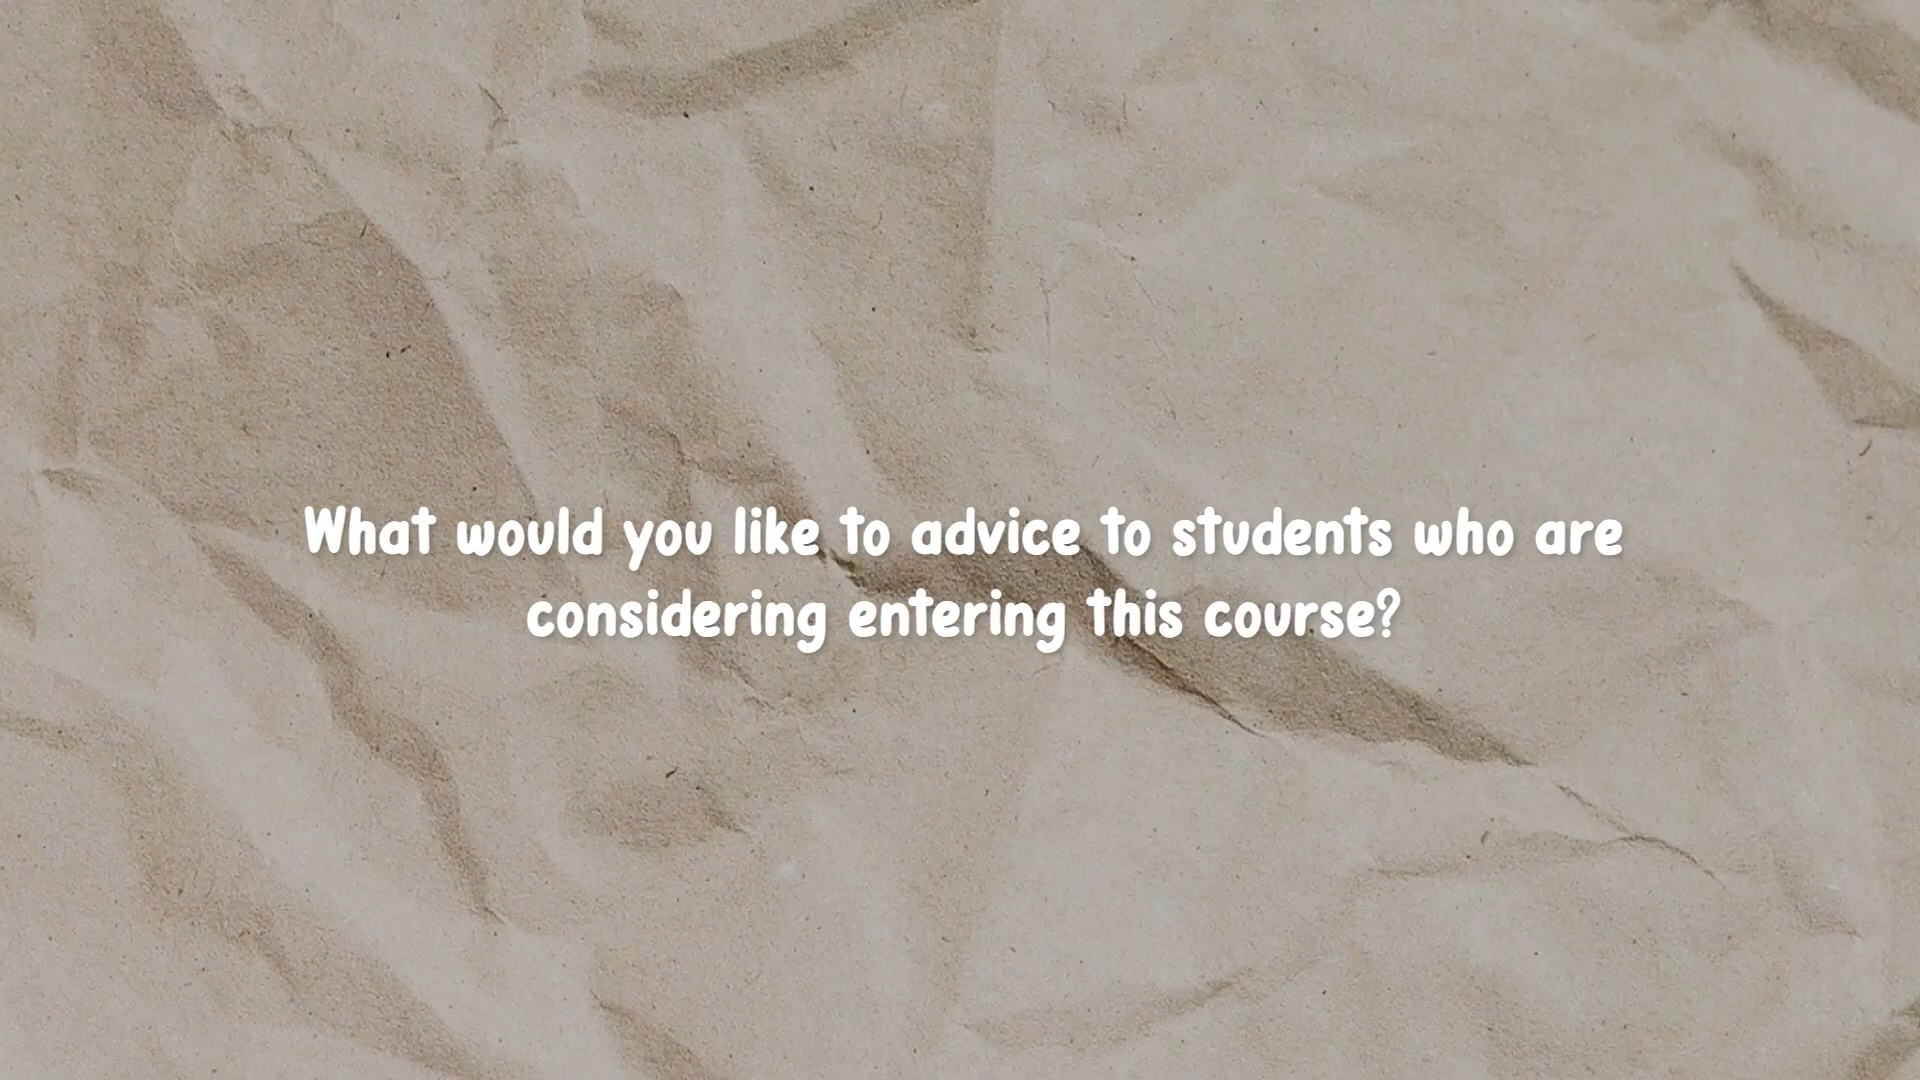 What would you like to advice to students who are
considering entering this course?